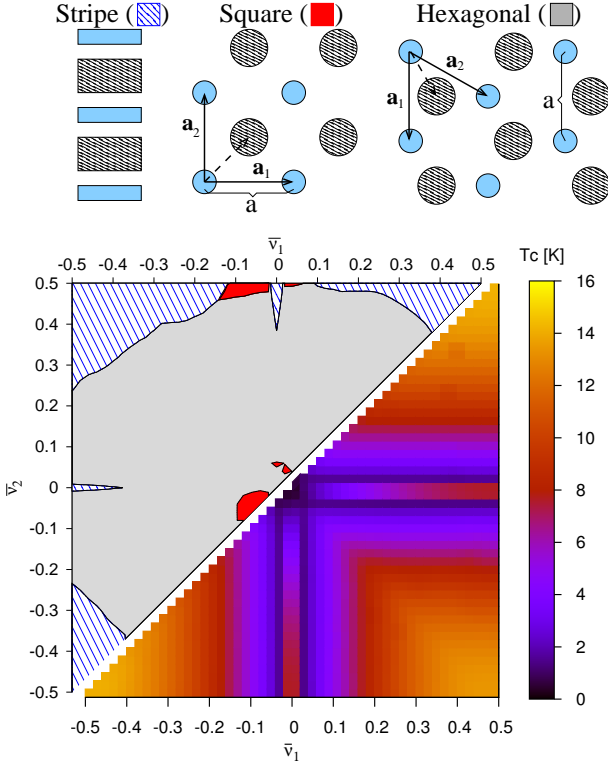 Stripe ( ) Square ( ) Hexagonal ( )
a₂
a₁
a
a₂
a₁
a
ν̅₁
Tc [K]
-0.5 -0.4 -0.3 -0.2 -0.1 0 0.1 0.2 0.3 0.4 0.5
0.5
0.4
0.3
0.2
0.1
0
-0.1
-0.2
-0.3
-0.4
-0.5
ν̅₂
16
14
12
10
8
6
4
2
0
-0.5 -0.4 -0.3 -0.2 -0.1 0 0.1 0.2 0.3 0.4 0.5
ν̅₁